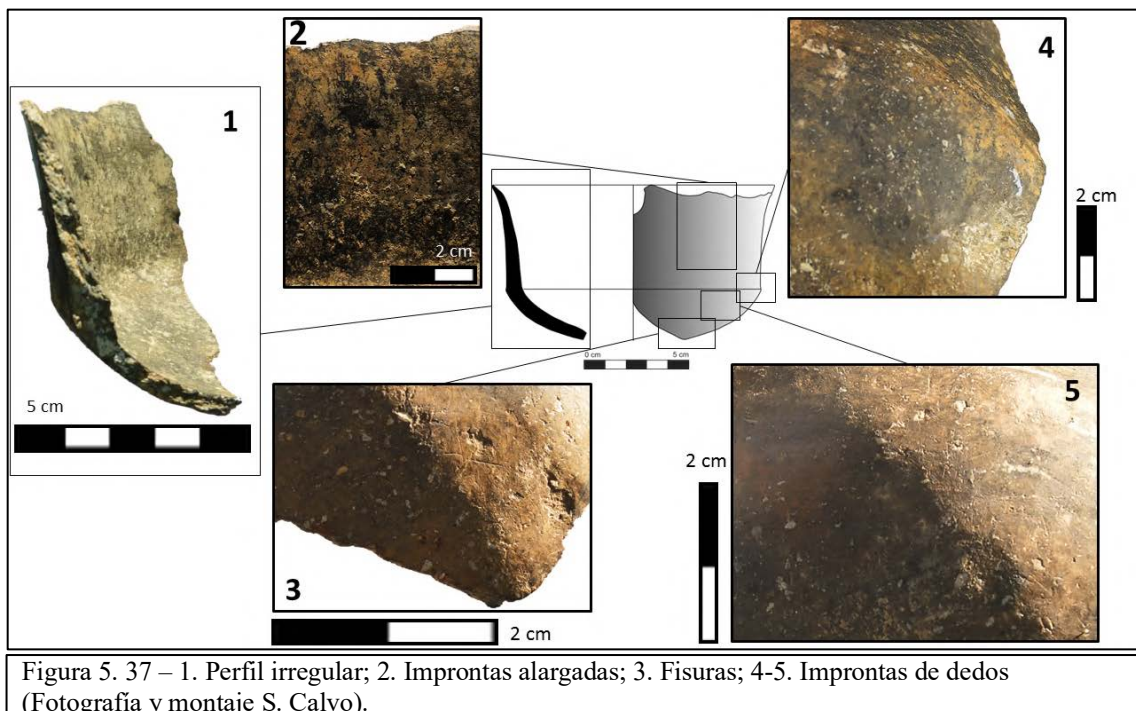 2
4
1
2 cm
2 cm
0 cm
5 cm
5 cm
5
2 cm
3
2 cm
Figura 5. 37 – 1. Perfil irregular; 2. Improntas alargadas; 3. Fisuras; 4-5. Improntas de dedos
(Fotografía y montaje S. Calvo).